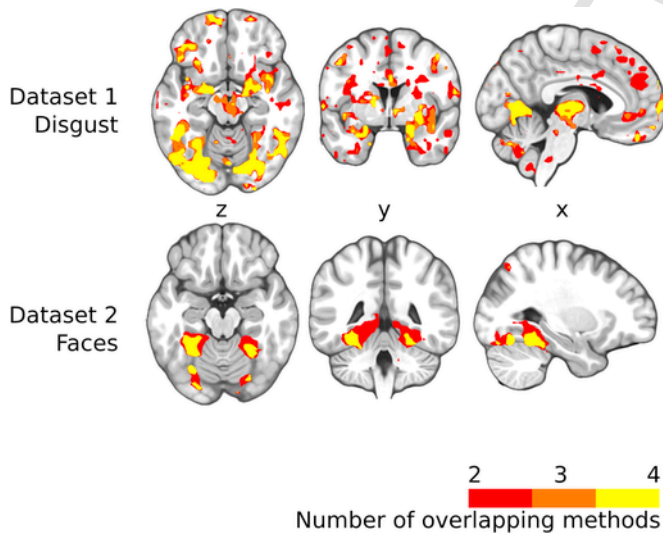 Dataset 1
Disgust
z
y
x
Dataset 2
Faces
2
3
4
Number of overlapping methods